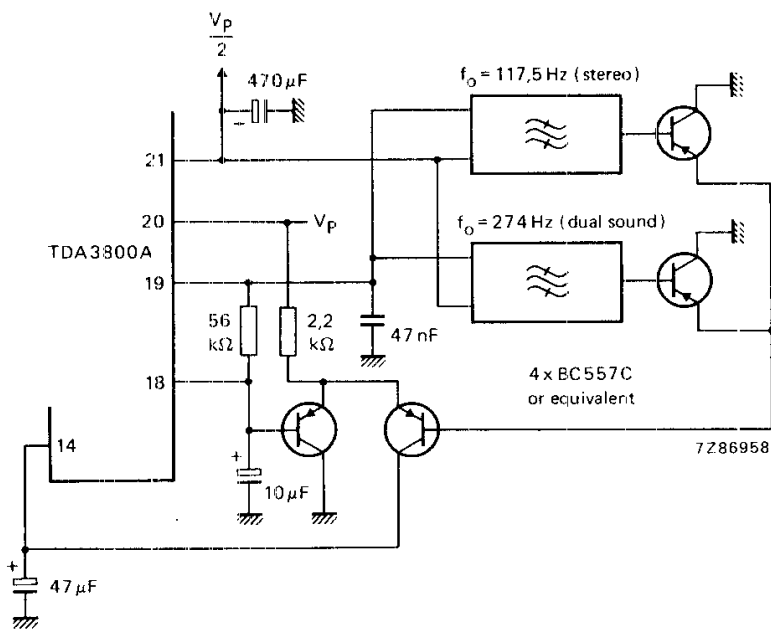 V_P
2
470 µF
f_o = 117,5 Hz (stereo)
21
20
V_P
f_o = 274 Hz (dual sound)
TDA3800A
19
56 kΩ
2,2 kΩ
47 nF
18
4 x BC557C
or equivalent
14
7Z86958
+
10 µF
+
47 µF